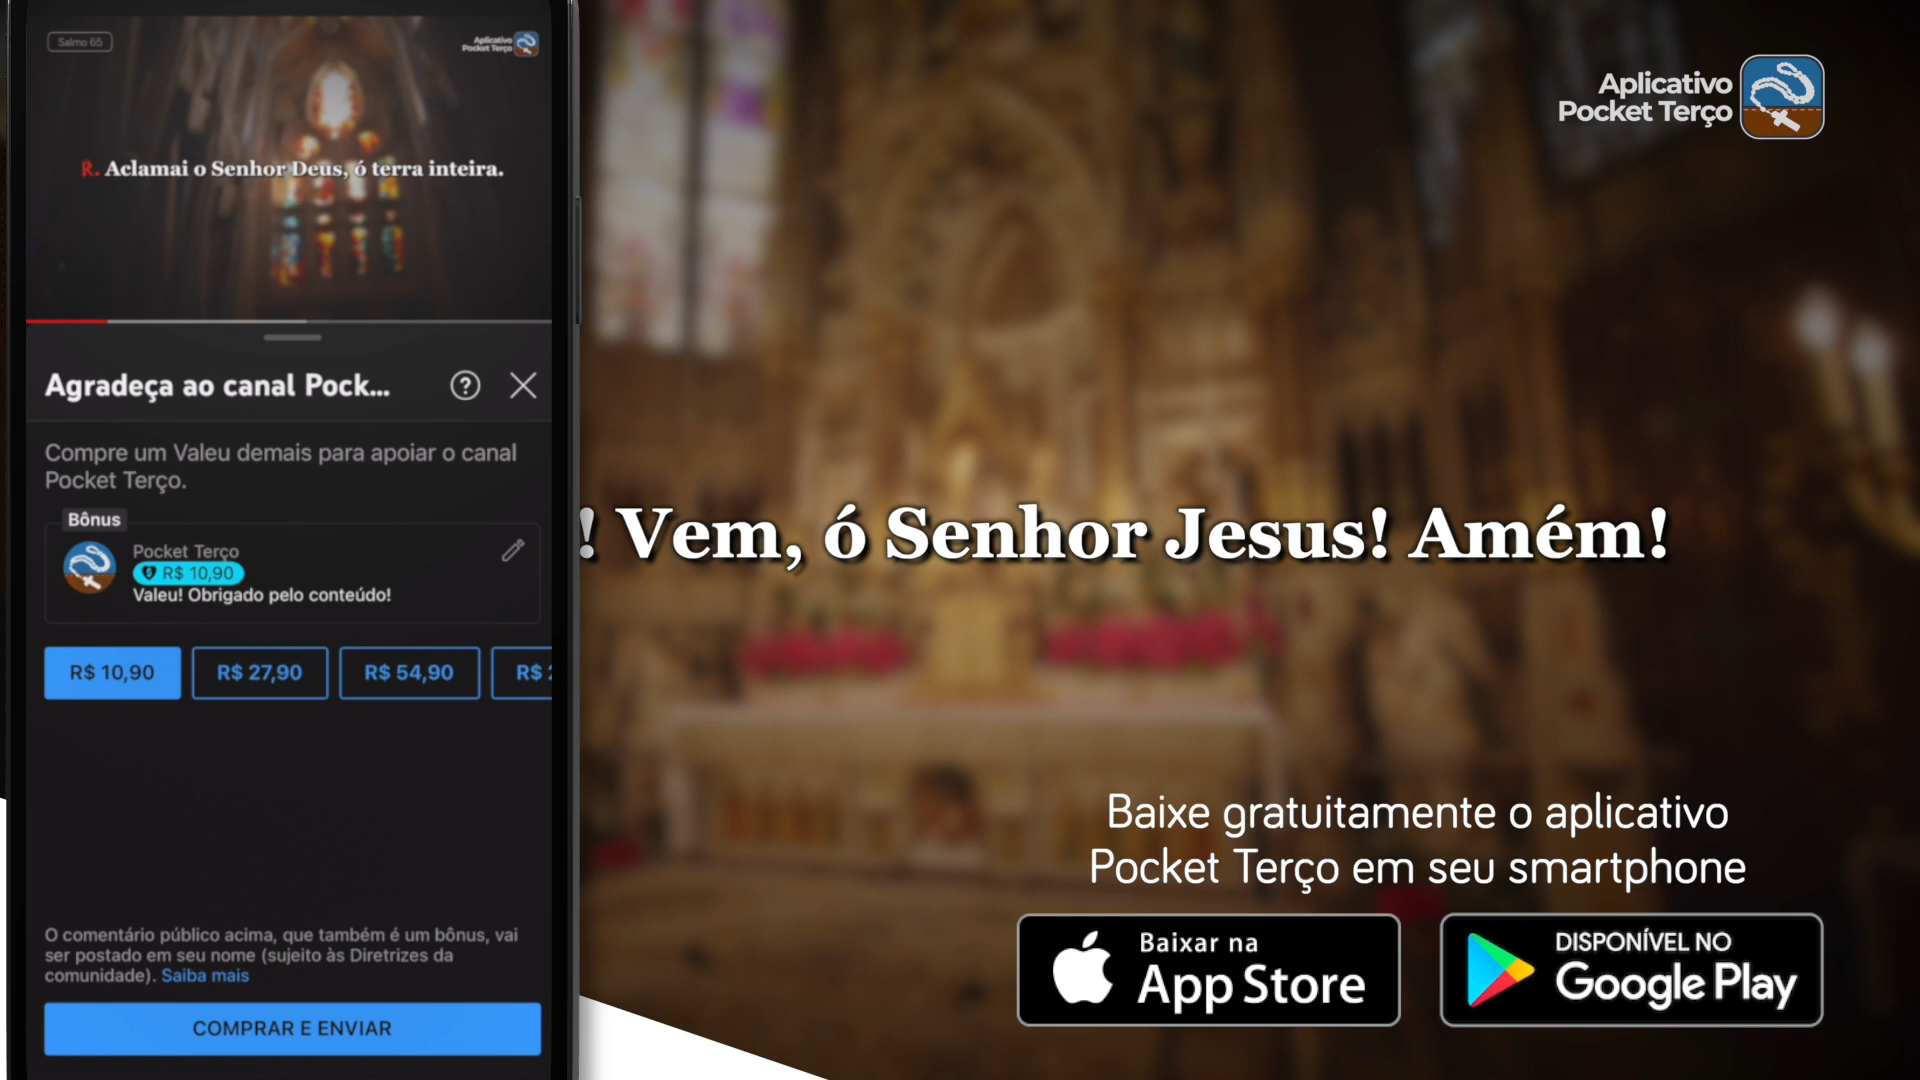 Salmo 65
Aplicativo
Pocket Terço
R. Aclamai o Senhor Deus, ó terra inteira.
Agradeça ao canal Pock...
Compre um Valeu demais para apoiar o canal
Pocket Terço.
Bônus
Pocket Terço
R$ 10,90
Valeu! Obrigado pelo conteúdo!
R$ 10,90
R$ 27,90
R$ 54,90
R$
O comentário público acima, que também é um bônus, vai
ser postado em seu nome (sujeito às Diretrizes da
comunidade). Saiba mais
COMPRAR E ENVIAR
Aplicativo
Pocket Terço
! Vem, ó Senhor Jesus! Amém!
Baixe gratuitamente o aplicativo
Pocket Terço em seu smartphone
Baixar na
App Store
DISPONÍVEL NO
Google Play